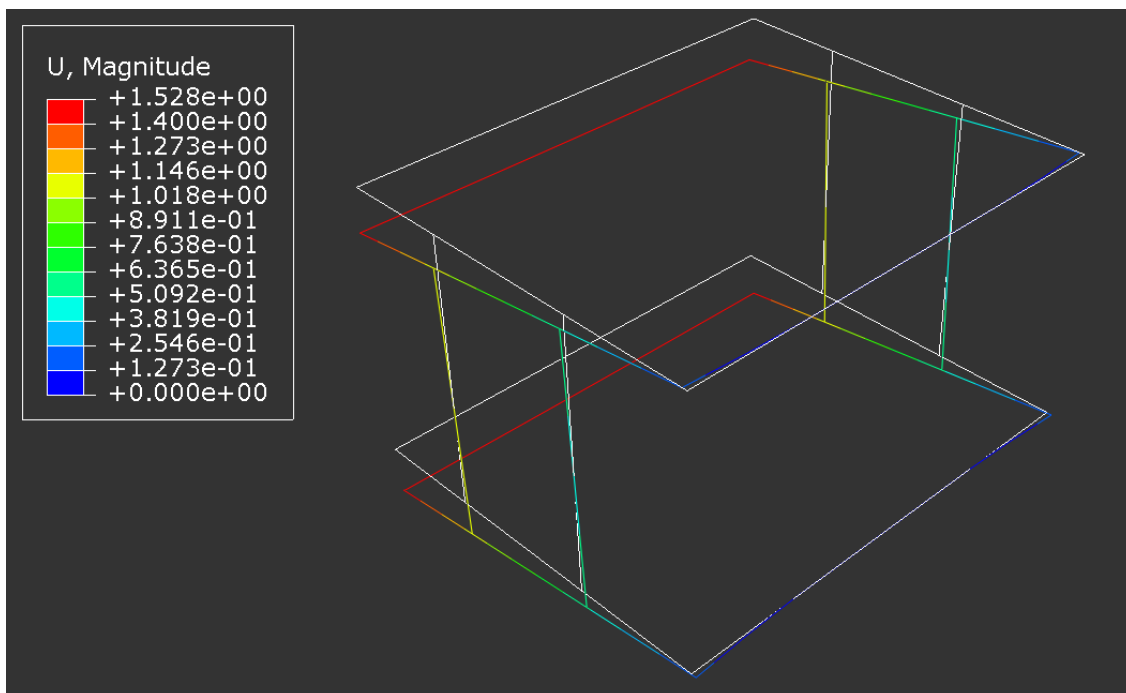 U, Magnitude
+1.528e+00
+1.400e+00
+1.273e+00
+1.146e+00
+1.018e+00
+8.911e-01
+7.638e-01
+6.365e-01
+5.092e-01
+3.819e-01
+2.546e-01
+1.273e-01
+0.000e+00